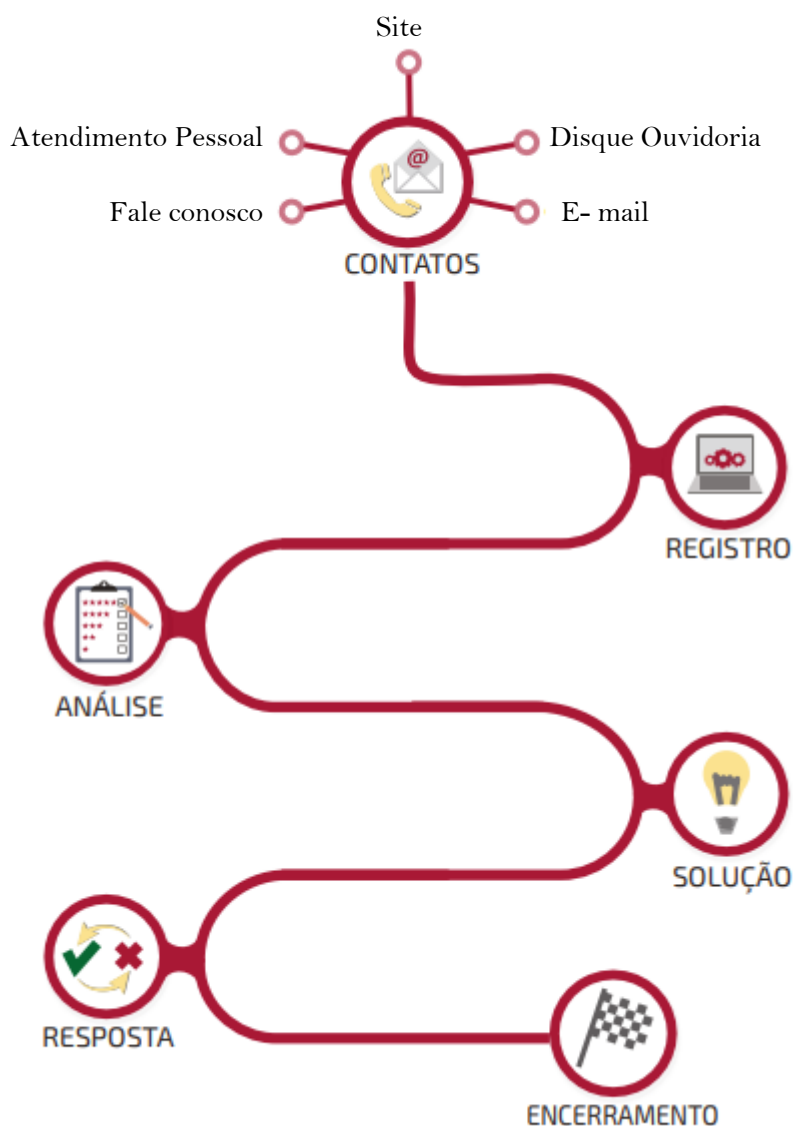 Site
Atendimento Pessoal
Disque Ouvidoria
Fale conosco
E- mail
@
CONTATOS
REGISTRO
ANÁLISE
SOLUÇÃO
RESPOSTA
ENCERRAMENTO